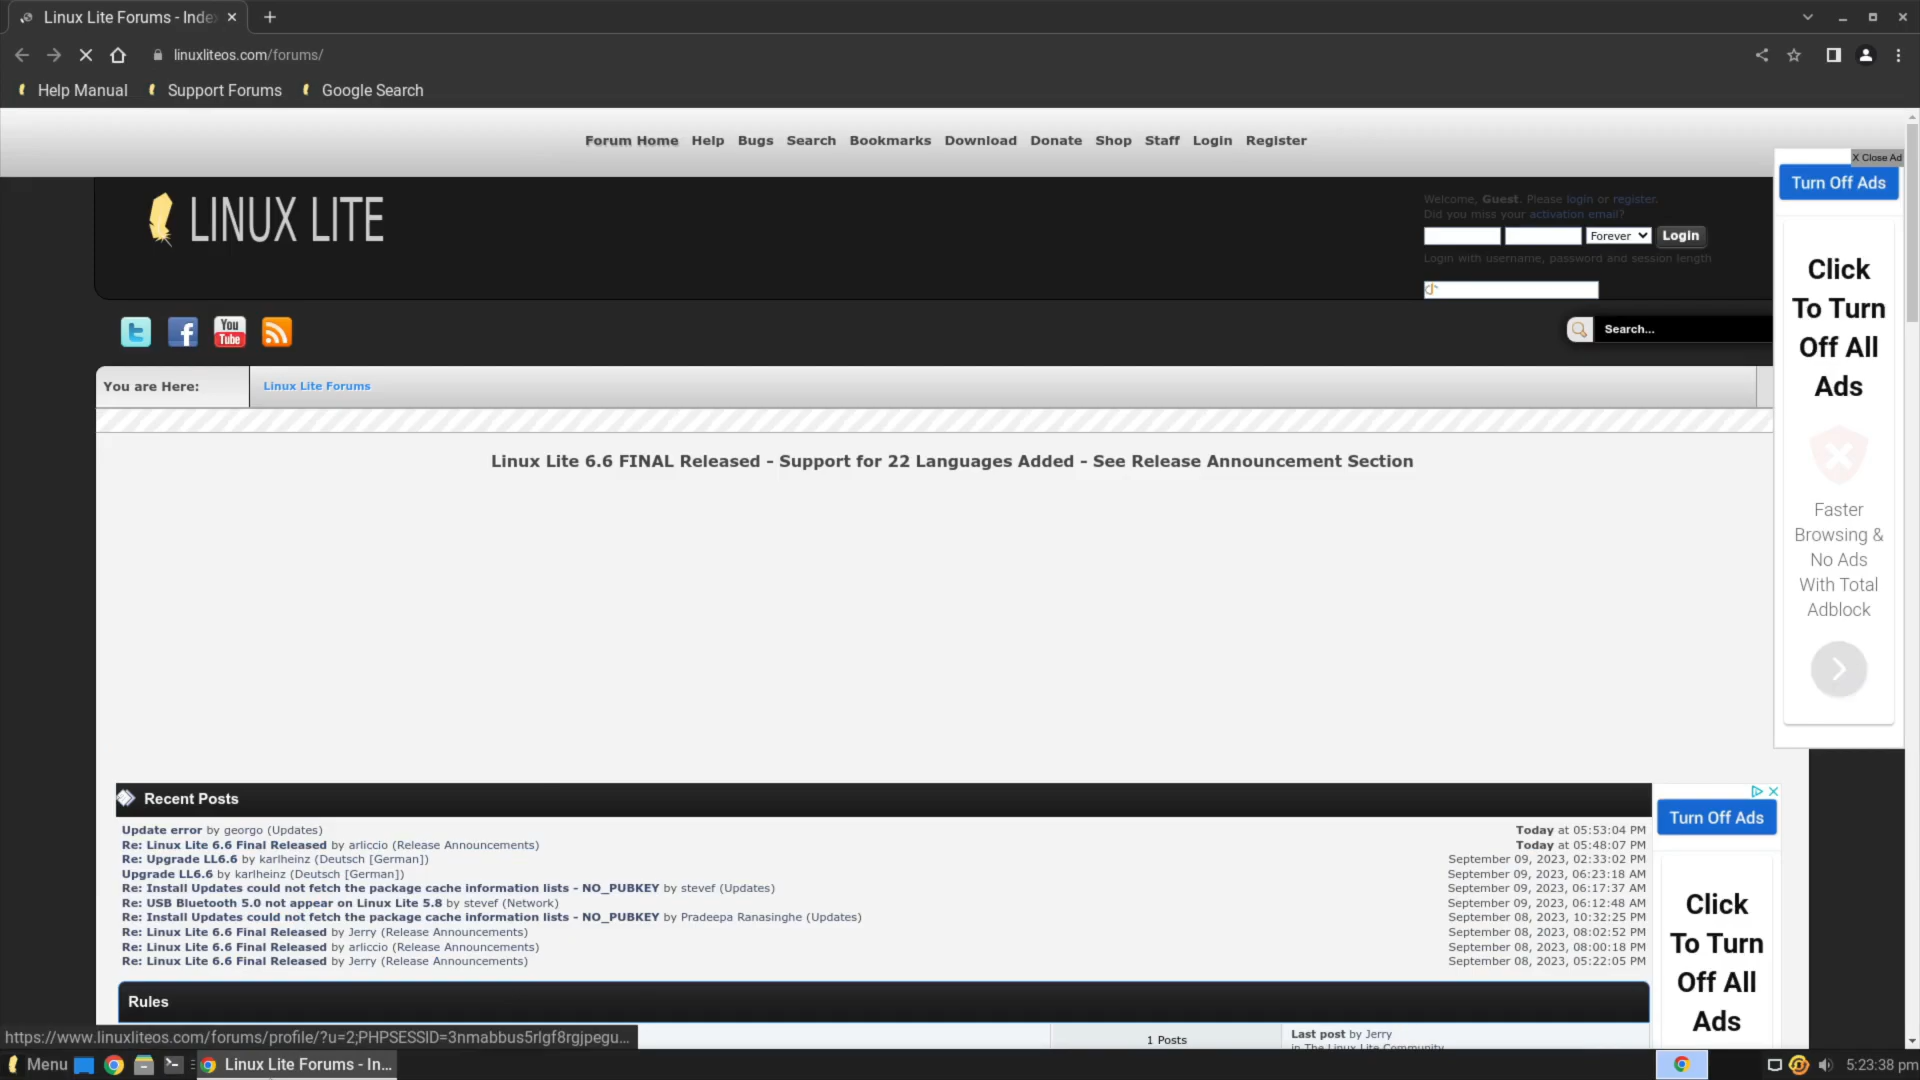 Linux Lite Forums - Inde
linuxliteos.com/forums/
Help Manual Support Forums Google Search
Forum Home Help Bugs Search Bookmarks Download Donate Shop Staff Login Register
X Close Ad
Turn Off Ads
LINUX LITE
Welcome, Guest. Please login or register.
Did you miss your activation email?
Forever Login
Login with username, password and session length
Click
To Turn
Off All
Ads
Faster
Browsing &
No Ads
With Total
Adblock
You
Tube
Search...
You are Here: Linux Lite Forums
Linux Lite 6.6 FINAL Released - Support for 22 Languages Added - See Release Announcement Section
Recent Posts
Update error by georgo (Updates) Today at 05:53:04 PM
Re: Linux Lite 6.6 Final Released by arliccio (Release Announcements) Today at 05:48:07 PM
Re: Upgrade LL6.6 by karlheinz (Deutsch [German]) September 09, 2023, 02:33:02 PM
Upgrade LL6.6 by karlheinz (Deutsch [German]) September 09, 2023, 06:23:18 AM
Re: Install Updates could not fetch the package cache information lists - NO_PUBKEY by stevef (Updates) September 09, 2023, 06:17:37 AM
Re: USB Bluetooth 5.0 not appear on Linux Lite 5.8 by stevef (Network) September 09, 2023, 06:12:48 AM
Re: Install Updates could not fetch the package cache information lists - NO_PUBKEY by Pradeepa Ranasinghe (Updates) September 08, 2023, 10:32:25 PM
Re: Linux Lite 6.6 Final Released by Jerry (Release Announcements) September 08, 2023, 08:02:52 PM
Re: Linux Lite 6.6 Final Released by arliccio (Release Announcements) September 08, 2023, 08:00:18 PM
Re: Linux Lite 6.6 Final Released by Jerry (Release Announcements) September 08, 2023, 05:22:05 PM
Turn Off Ads
Click
To Turn
Off All
Ads
Rules
1 Posts
Last post by Jerry
in The Linux Lite Community
https://www.linuxliteos.com/forums/profile/?u=2;PHPSESSID=3nmabbus5rlgf8rgjpegu...
Menu Linux Lite Forums - In... 5:23:38 pm